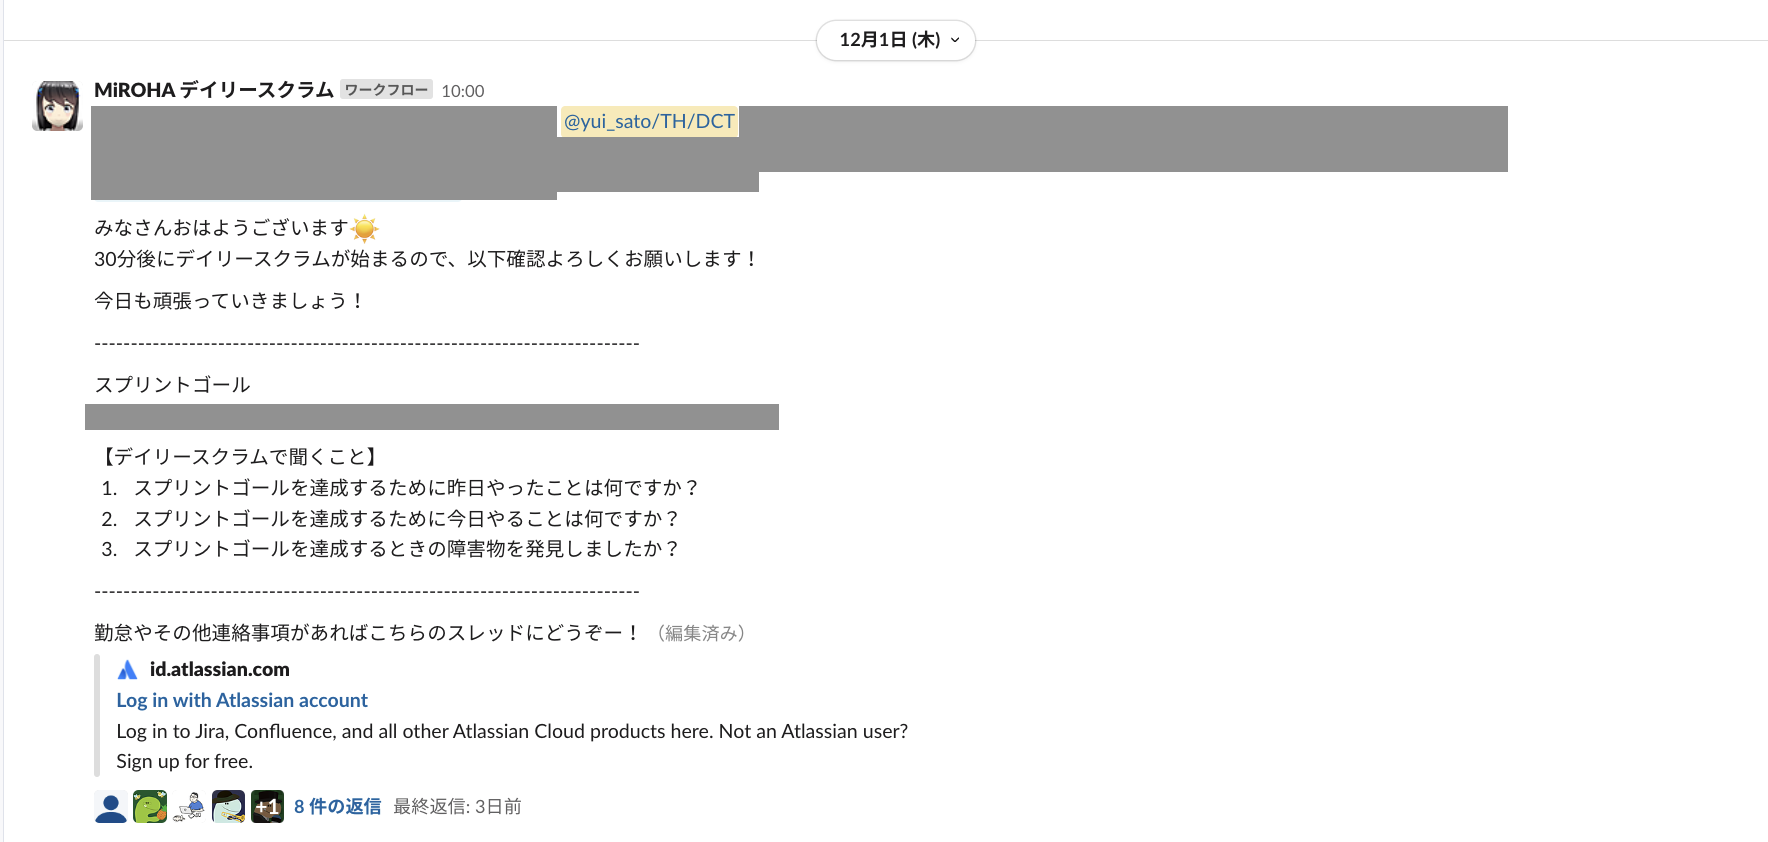 12月1日 (木)
MiROHA デイリースクラム ワークフロー 10:00
@yui_sato/TH/DCT
みなさんおはようございます
30分後にデイリースクラムが始まるので、以下確認よろしくお願いします！
今日も頑張っていきましょう！
---------------------------------------------------------------------------
スプリントゴール
【デイリースクラムで聞くこと】
1. スプリントゴールを達成するために昨日やったことは何ですか？
2. スプリントゴールを達成するために今日やることは何ですか？
3. スプリントゴールを達成するときの障害物を発見しましたか？
---------------------------------------------------------------------------
勤怠やその他連絡事項があればこちらのスレッドにどうぞー！ （編集済み）
id.atlassian.com
Log in with Atlassian account
Log in to Jira, Confluence, and all other Atlassian Cloud products here. Not an Atlassian user?
Sign up for free.
+1 8 件の返信 最終返信: 3日前